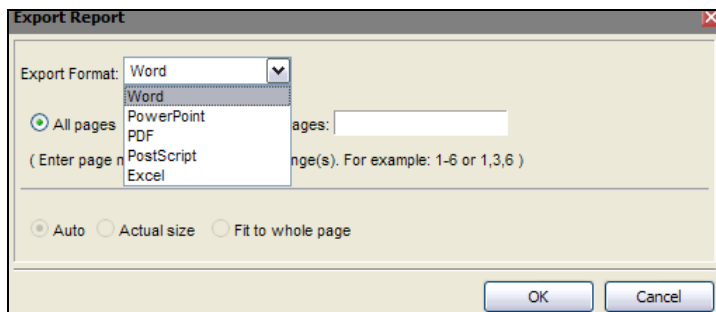 Export Report
Export Format: Word
Word
PowerPoint
PDF
PostScript
Excel
All pages ages:
( Enter page n nge(s). For example: 1-6 or 1,3,6 )
Auto Actual size Fit to whole page
OK Cancel